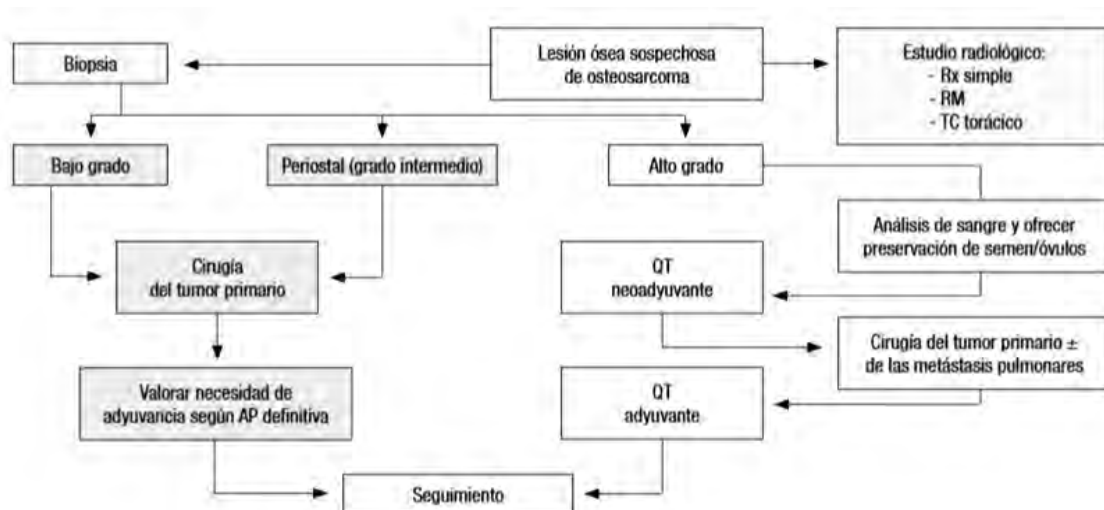 Biopsia
Lesión ósea sospechosa
de osteosarcoma
Estudio radiológico:
- Rx simple
- RM
- TC torácico
Bajo grado
Periostal (grado intermedio)
Alto grado
Análisis de sangre y ofrecer
preservación de semen/óvulos
Cirugía
del tumor primario
QT
neoadyuvante
Cirugía del tumor primario ±
de las metástasis pulmonares
Valorar necesidad de
adyuvancia según AP definitiva
QT
adyuvante
Seguimiento